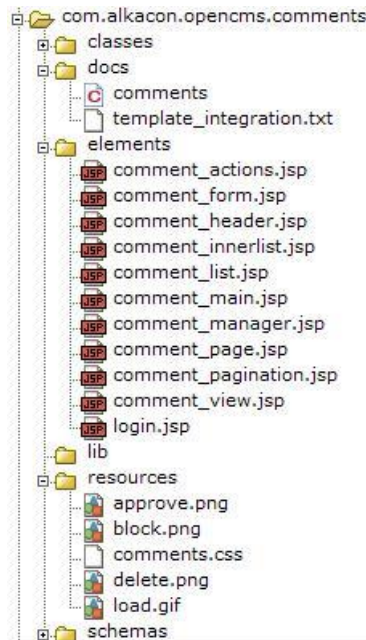 com.alkacon.opencms.comments
classes
docs
comments
template_integration.txt
elements
comment_actions.jsp
comment_form.jsp
comment_header.jsp
comment_innerlist.jsp
comment_list.jsp
comment_main.jsp
comment_manager.jsp
comment_page.jsp
comment_pagination.jsp
comment_view.jsp
login.jsp
lib
resources
approve.png
block.png
comments.css
delete.png
load.gif
schemas